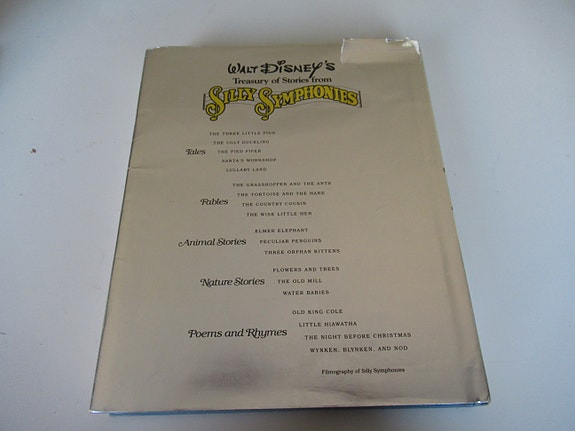 WALT DISNEY'S
Treasury of Stories from
SILLY SYMPHONIES
THE THREE LITTLE PIGS
THE UGLY DUCKLING
Tales THE PIED PIPER
SANTA'S WORKSHOP
LULLABY LAND
THE GRASSHOPPER AND THE ANTS
THE TORTOISE AND THE HARE
Fables THE COUNTRY COUSIN
THE WISE LITTLE HEN
ELMER ELEPHANT
Animal Stories PECULIAR PENGUINS
THREE ORPHAN KITTENS
FLOWERS AND TREES
Nature Stories THE OLD MILL
WATER BABIES
OLD KING COLE
LITTLE HIAWATHA
Poems and Rhymes THE NIGHT BEFORE CHRISTMAS
WYNKEN, BLYNKEN, AND NOD
Filmography of Silly Symphonies